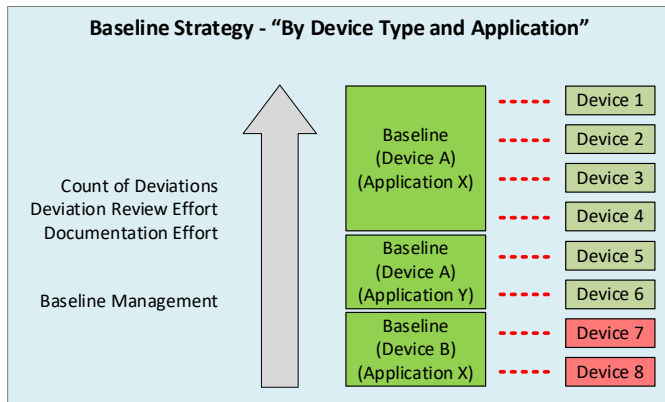 Baseline Strategy - “By Device Type and Application”
Count of Deviations
Deviation Review Effort
Documentation Effort
Baseline Management
Baseline
(Device A)
(Application X)
Baseline
(Device A)
(Application Y)
Baseline
(Device B)
(Application X)
Device 1
Device 2
Device 3
Device 4
Device 5
Device 6
Device 7
Device 8